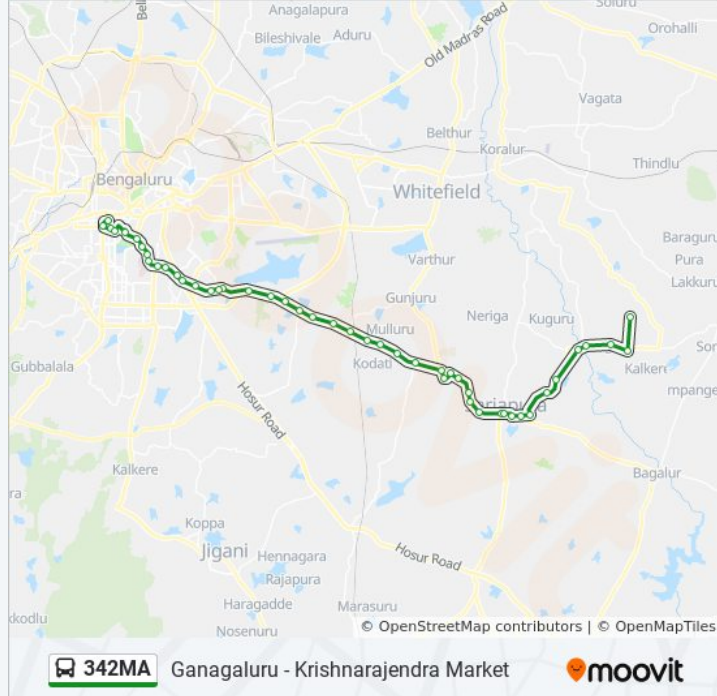 Anagalapura
Soluru
Bileshivale
Aduru
Orohalli
Old Madras Road
Vagata
Belthur
Koralur
Thindlu
Bengaluru
Whitefield
Baragur
Varthur
Pura
Lakkur
Gunjuru
Neriga
Kuguru
Mulluru
Kodati
Gubbalala
Kalkere
Hosur Road
Bagalur
Kalkere
Koppa
Jigani
Hennagara
Hosur Road
Rajapura
Haragadde
Marasuru
Nosenuru
© OpenStreetMap contributors | © OpenMapTiles
342MA
Ganagaluru - Krishnarajendra Market
moovit